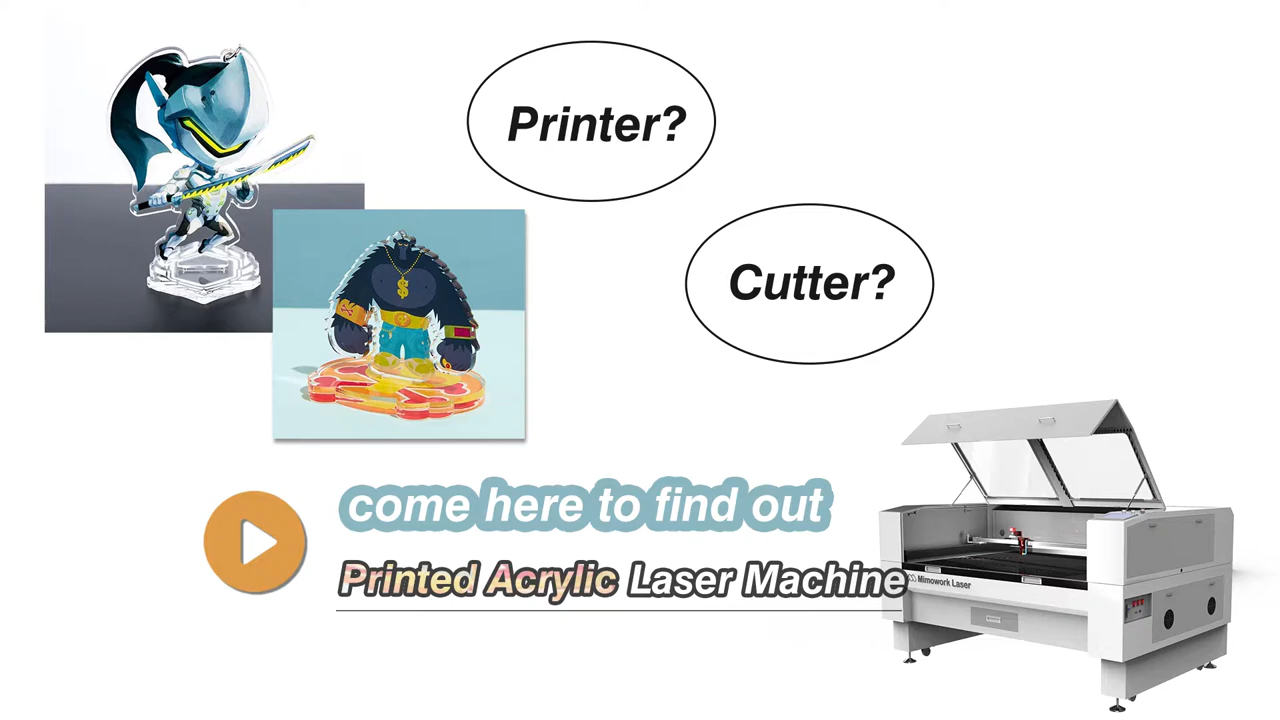 Printer?
Cutter?
come here to find out
Printed Acrylic Laser Machine
Mimowork Laser